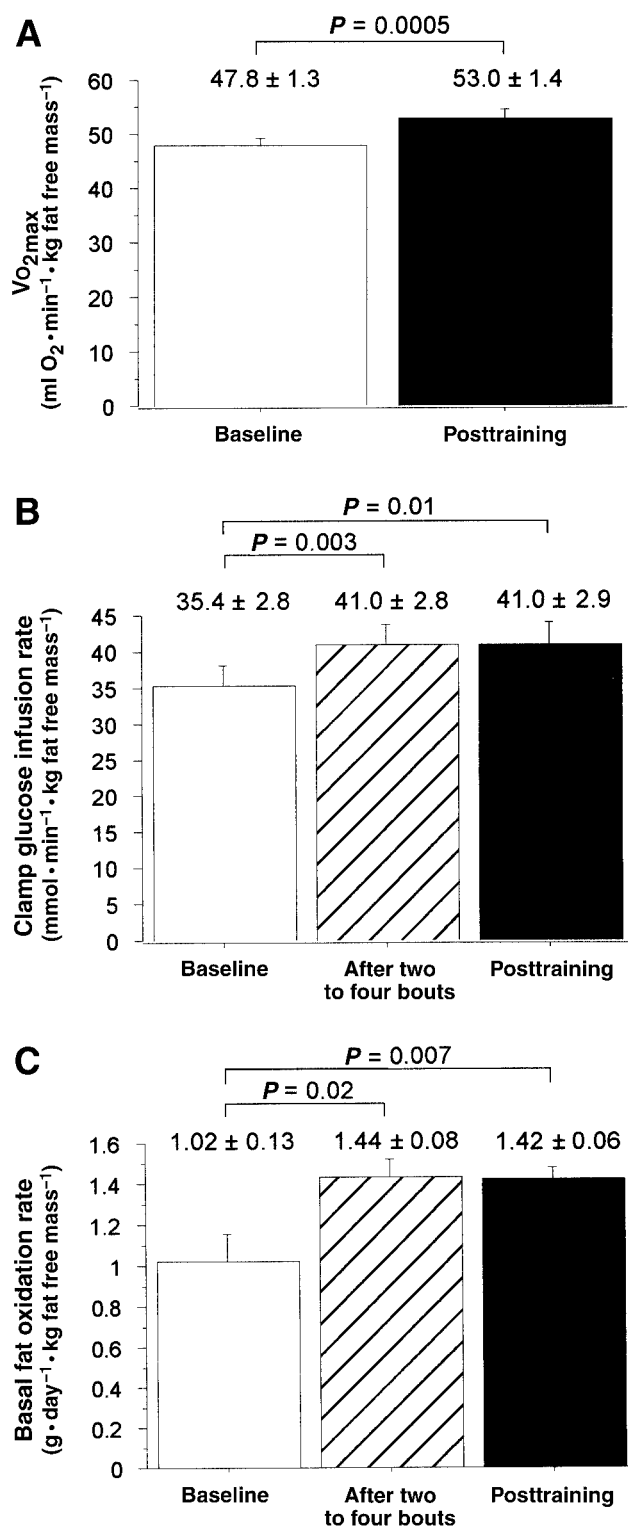 A
P = 0.0005
47.8 ± 1.3 53.0 ± 1.4
Vo2max
(ml O2•min⁻¹•kg fat free mass⁻¹)
60
50
40
30
20
10
0
Baseline Posttraining
B
P = 0.01
P = 0.003
35.4 ± 2.8 41.0 ± 2.8 41.0 ± 2.9
Clamp glucose infusion rate
(mmol•min⁻¹•kg fat free mass⁻¹)
45
40
35
30
25
20
15
10
5
0
Baseline After two Posttraining
to four bouts
C
P = 0.007
P = 0.02
1.02 ± 0.13 1.44 ± 0.08 1.42 ± 0.06
Basal fat oxidation rate
(g•day⁻¹•kg fat free mass⁻¹)
1.6
1.4
1.2
1
0.8
0.6
0.4
0.2
0
Baseline After two Posttraining
to four bouts